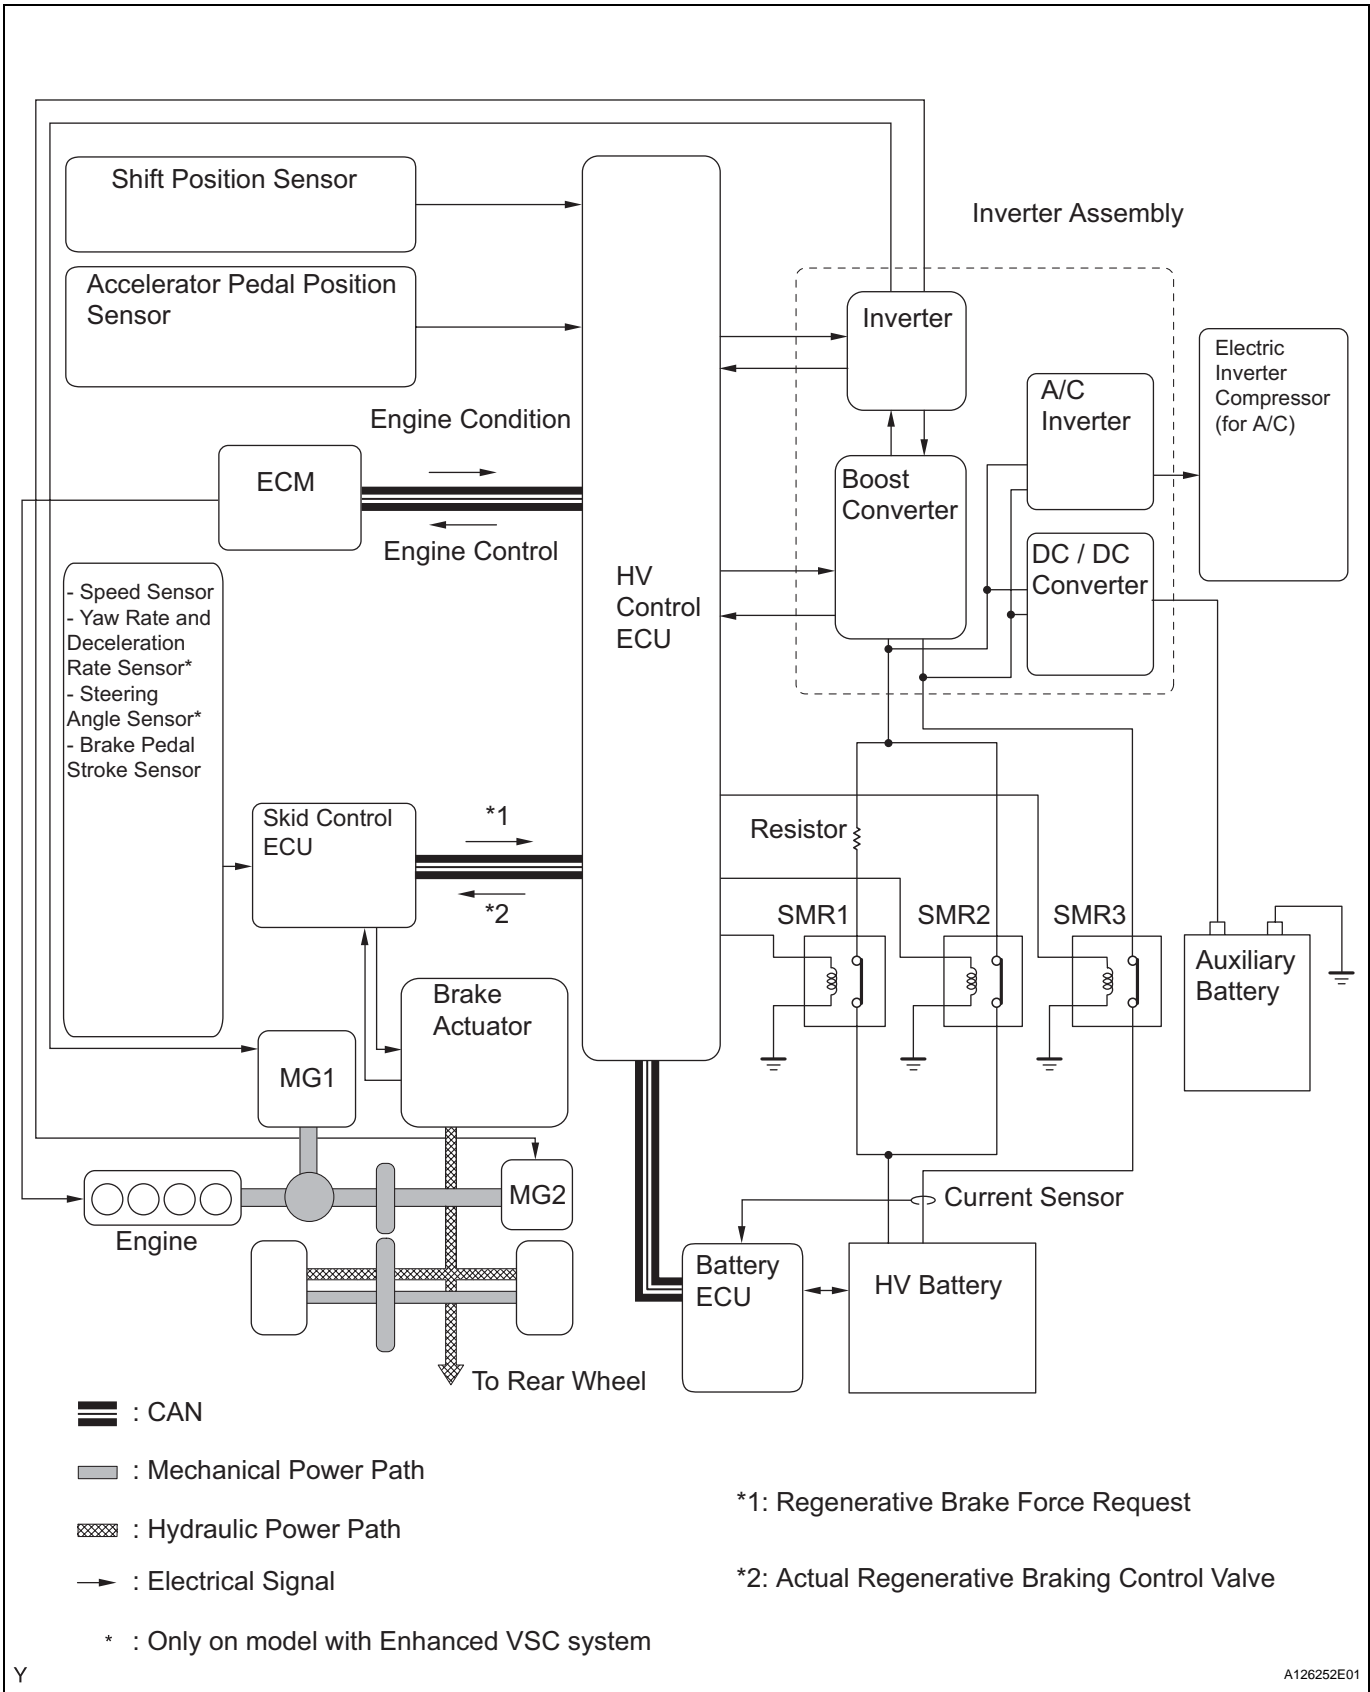 Shift Position Sensor
Inverter Assembly
Accelerator Pedal Position
Sensor
Inverter
Electric
Inverter
Compressor
(for A/C)
A/C
Inverter
Engine Condition
ECM
Boost
Converter
Engine Control
DC / DC
Converter
HV
Control
ECU
- Speed Sensor
- Yaw Rate and
Deceleration
Rate Sensor*
- Steering
Angle Sensor*
- Brake Pedal
Stroke Sensor
Skid Control
ECU
*1
*2
Resistor
SMR1
SMR2
SMR3
Auxiliary
Battery
Brake
Actuator
MG1
MG2
Engine
Current Sensor
Battery
ECU
HV Battery
To Rear Wheel
: CAN
: Mechanical Power Path
: Hydraulic Power Path
: Electrical Signal
* : Only on model with Enhanced VSC system
*1: Regenerative Brake Force Request
*2: Actual Regenerative Braking Control Valve
Y
A126252E01